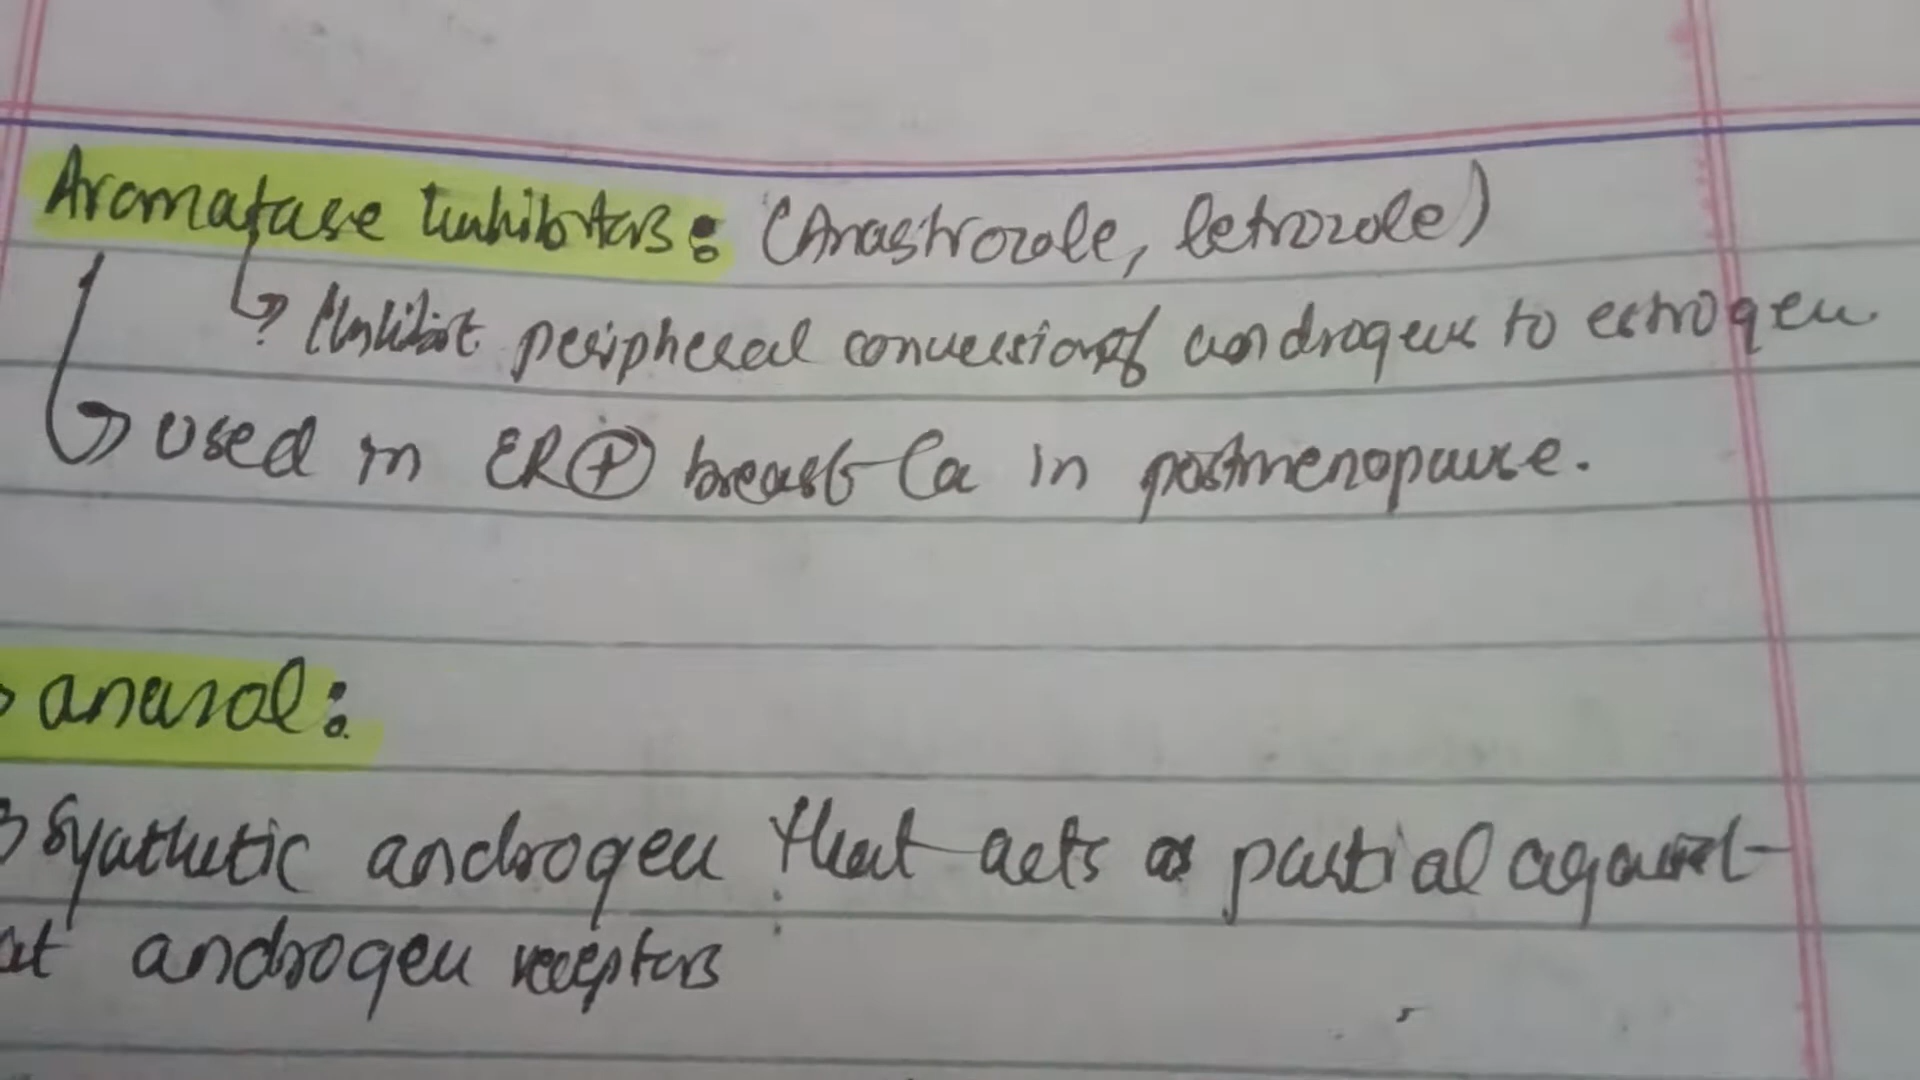 Aromatase Inhibitors: (Anastrozole, letrozole)
↳ Inhibit peripheral conversion of androgens to estrogen.
↳ Used in ER⊕ breast Ca in postmenopause.
anazol:
Synthetic androgen that acts as partial agonist
at androgen receptors